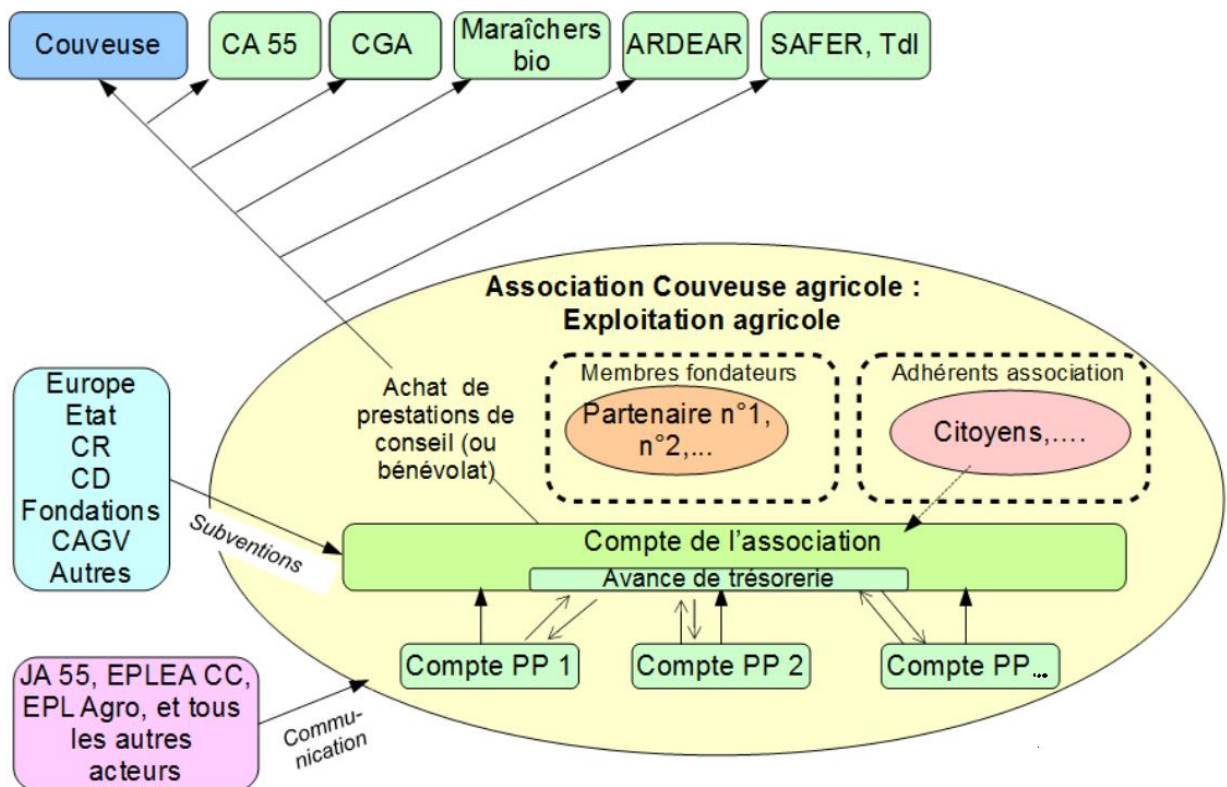 Couveuse
CA 55
CGA
Maraîchers
bio
ARDEAR
SAFER, Tdl
Association Couveuse agricole :
Exploitation agricole
Membres fondateurs
Partenaire n°1,
n°2,...
Adhérents association
Citoyens,....
Achat de
prestations de
conseil (ou
bénévolat)
Europe
Etat
CR
CD
Fondations
CAGV
Autres
Subventions
Compte de l'association
Avance de trésorerie
Compte PP 1
Compte PP 2
Compte PP...
JA 55, EPLEA CC,
EPL Agro, et tous
les autres
acteurs
Commu-
nication